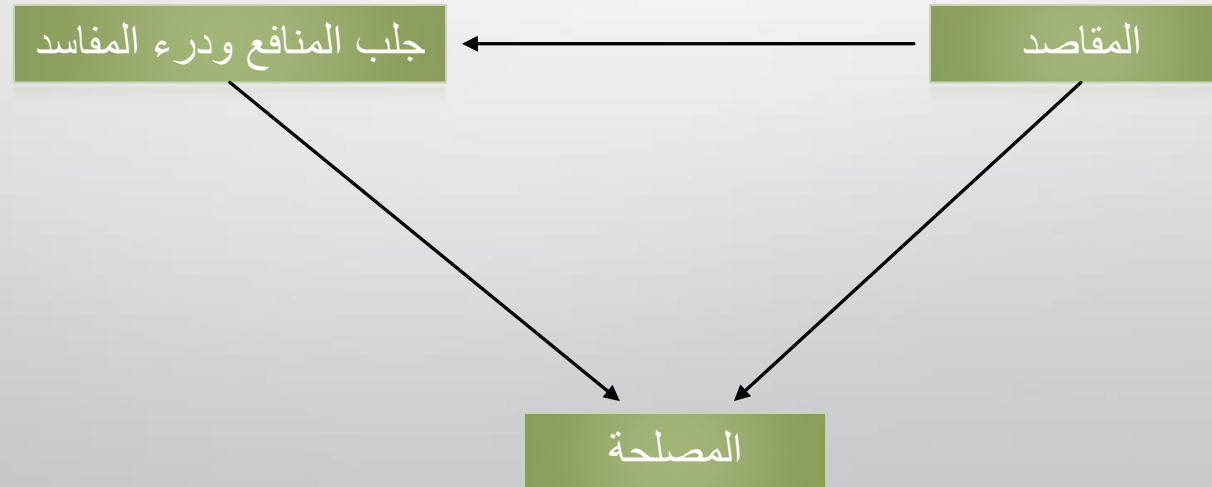 المقاصد
جلب المنافع ودرء المفاسد
المصلحة